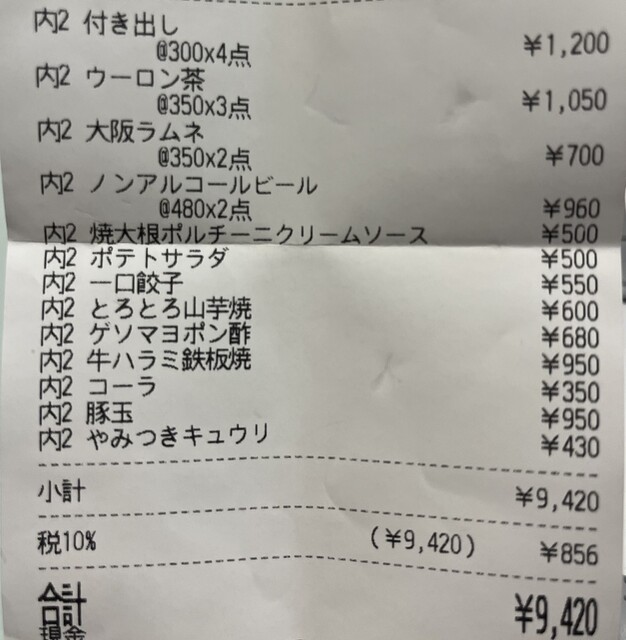 内2 付き出し
@300x4点 ¥1,200
内2 ウーロン茶
@350x3点 ¥1,050
内2 大阪ラムネ
@350x2点 ¥700
内2 ノンアルコールビール
@480x2点 ¥960
内2 焼大根ポルチーニクリームソース ¥500
内2 ポテトサラダ ¥500
内2 一口餃子 ¥550
内2 とろとろ山芋焼 ¥600
内2 ゲソマヨポン酢 ¥680
内2 牛ハラミ鉄板焼 ¥950
内2 コーラ ¥350
内2 豚玉 ¥950
内2 やみつきキュウリ ¥430
小計 ¥9,420
税10% (¥9,420) ¥856
合計 ¥9,420
現金